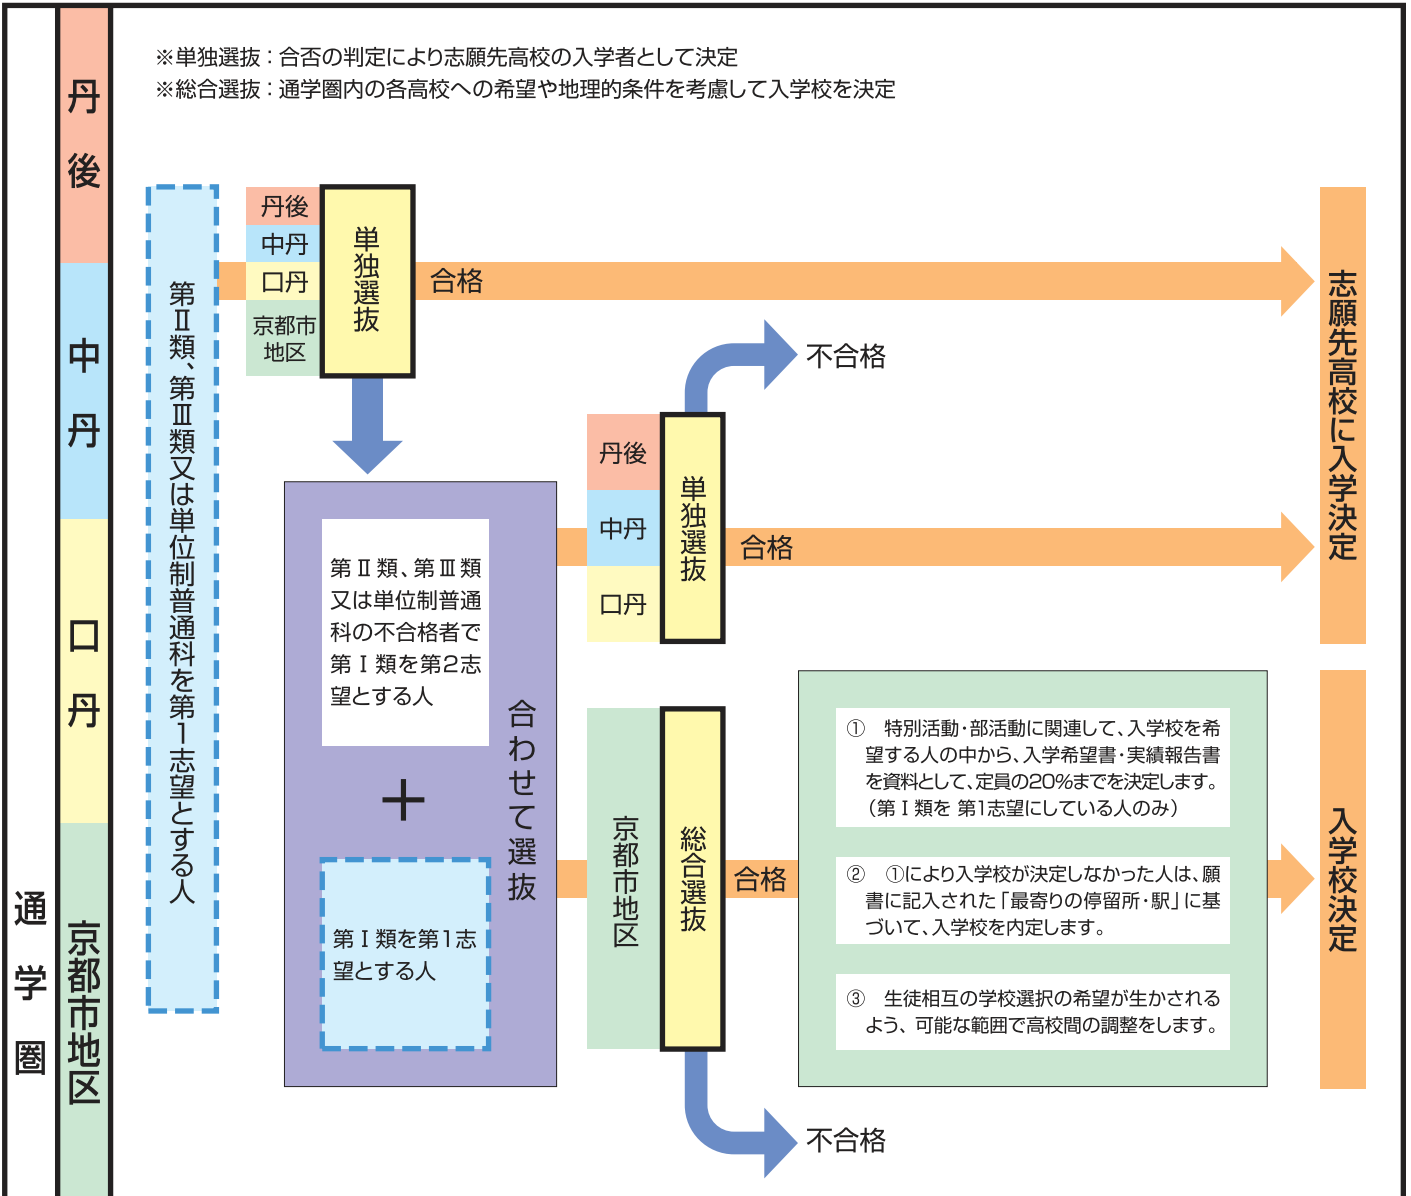 ※単独選抜：合否の判定により志願先高校の入学者として決定
※総合選抜：通学圏内の各高校への希望や地理的条件を考慮して入学校を決定
通学圏
丹後
中丹
口丹
京都市地区
第Ⅱ類、第Ⅲ類又は単位制普通科を第1志望とする人
丹後
中丹
口丹
京都市
地区
単独選抜
合格
志願先高校に入学決定
第Ⅱ類、第Ⅲ類
又は単位制普通
科の不合格者で
第Ⅰ類を第2志
望とする人
＋
第Ⅰ類を第1志
望とする人
合わせて選抜
丹後
中丹
口丹
単独選抜
不合格
合格
京都市地区
総合選抜
合格
不合格
①　特別活動・部活動に関連して、入学校を希
望する人の中から、入学希望書・実績報告書
を資料として、定員の20%までを決定します。
（第Ⅰ類を 第1志望にしている人のみ）
②　①により入学校が決定しなかった人は、願
書に記入された「最寄りの停留所・駅」に基
づいて、入学校を内定します。
③　生徒相互の学校選択の希望が生かされる
よう、可能な範囲で高校間の調整をします。
入学校決定